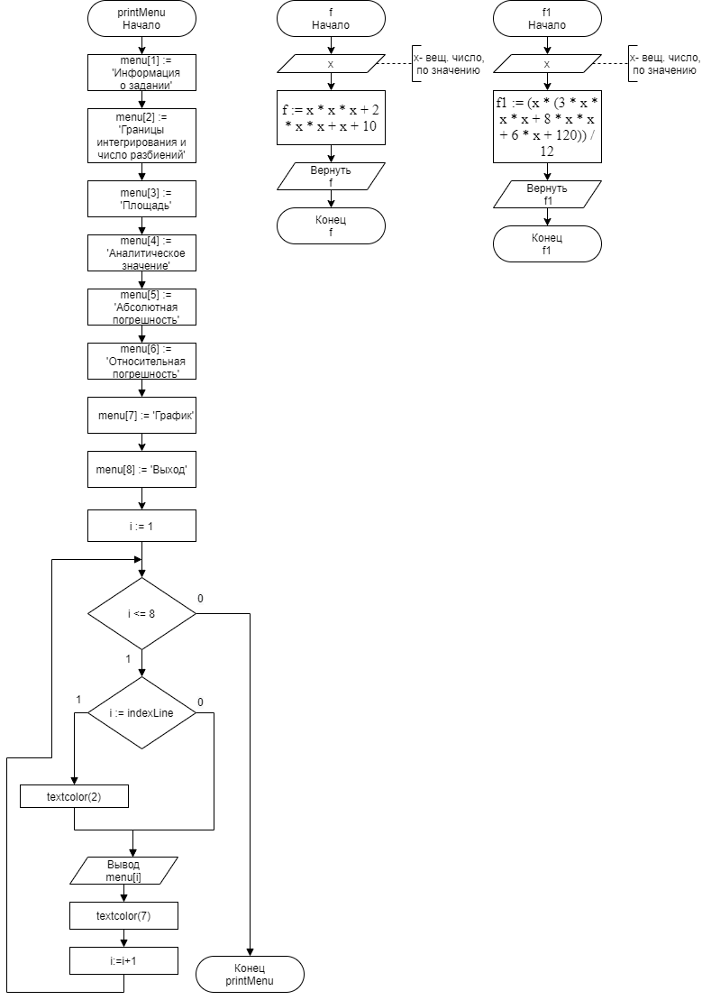 printMenu
Начало
menu[1] :=
'Информация
о задании'
menu[2] :=
'Границы
интегрирования и
число разбиений'
menu[3] :=
'Площадь'
menu[4] :=
'Аналитическое
значение'
menu[5] :=
'Абсолютная
погрешность'
menu[6] :=
'Относительная
погрешность'
menu[7] := 'График'
menu[8] := 'Выход'
i := 1
i <= 8
0
1
i := indexLine
1
0
textcolor(2)
Вывод
menu[i]
textcolor(7)
i:=i+1
Конец
printMenu
f
Начало
x
x- вещ. число,
по значению
f := x * x * x + 2
* x * x + x + 10
Вернуть
f
Конец
f
f1
Начало
x
x- вещ. число,
по значению
f1 := (x * (3 * x *
x * x + 8 * x * x
+ 6 * x + 120)) /
12
Вернуть
f1
Конец
f1